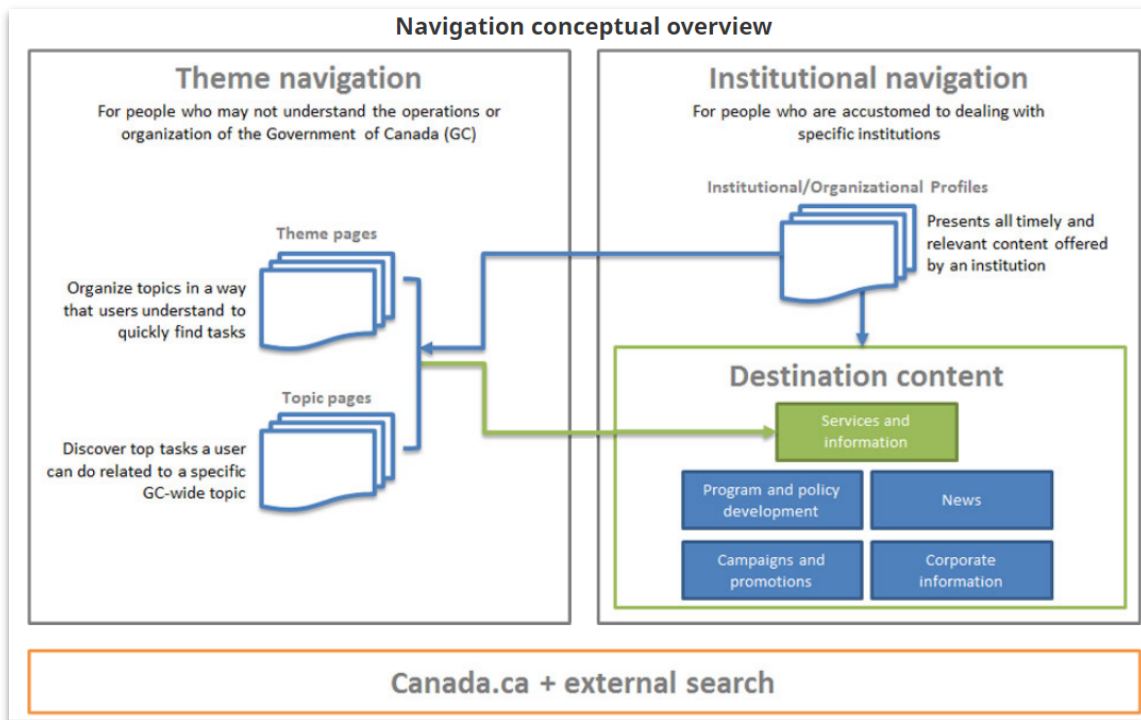 Navigation conceptual overview
Theme navigation
For people who may not understand the operations or
organization of the Government of Canada (GC)
Theme pages
Organize topics in a way
that users understand to
quickly find tasks
Topic pages
Discover top tasks a user
can do related to a specific
GC-wide topic
Institutional navigation
For people who are accustomed to dealing with
specific institutions
Institutional/Organizational Profiles
Presents all timely and
relevant content offered
by an institution
Destination content
Services and
information
Program and policy
development
News
Campaigns and
promotions
Corporate
information
Canada.ca + external search